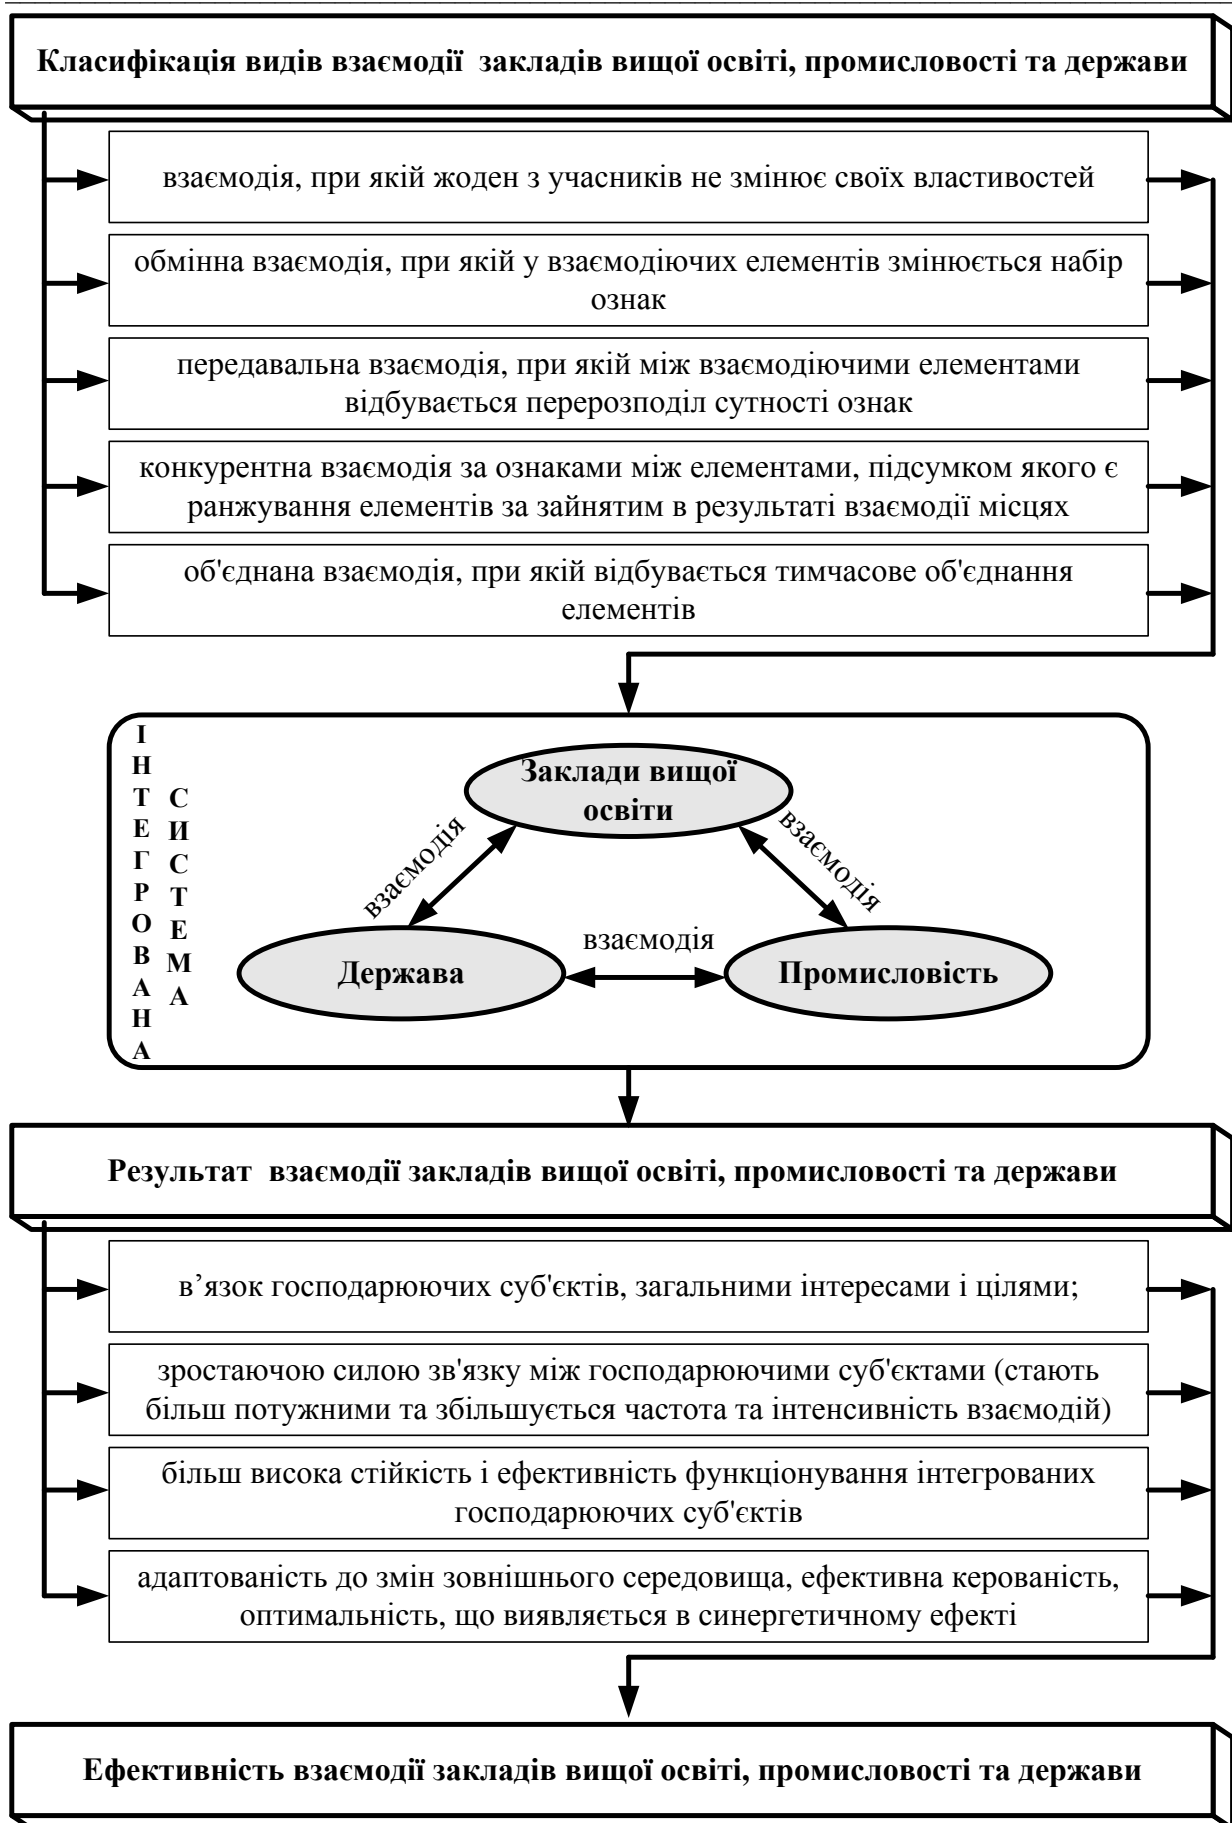 Класифікація видів взаємодії закладів вищої освіті, промисловості та держави
взаємодія, при якій жоден з учасників не змінює своїх властивостей
обмінна взаємодія, при якій у взаємодіючих елементів змінюється набір
ознак
передавальна взаємодія, при якій між взаємодіючими елементами
відбувається перерозподіл сутності ознак
конкурентна взаємодія за ознаками між елементами, підсумком якого є
ранжування елементів за зайнятим в результаті взаємодії місцях
об'єднана взаємодія, при якій відбувається тимчасове об'єднання
елементів
ІНТЕГРОВАНА
СИСТЕМА
Заклади вищої
освіти
взаємодія
взаємодія
взаємодія
Держава
Промисловість
Результат взаємодії закладів вищої освіті, промисловості та держави
в’язок господарюючих суб'єктів, загальними інтересами і цілями;
зростаючою силою зв'язку між господарюючими суб'єктами (стають
більш потужними та збільшується частота та інтенсивність взаємодій)
більш висока стійкість і ефективність функціонування інтегрованих
господарюючих суб'єктів
адаптованість до змін зовнішнього середовища, ефективна керованість,
оптимальність, що виявляється в синергетичному ефекті
Ефективність взаємодії закладів вищої освіті, промисловості та держави